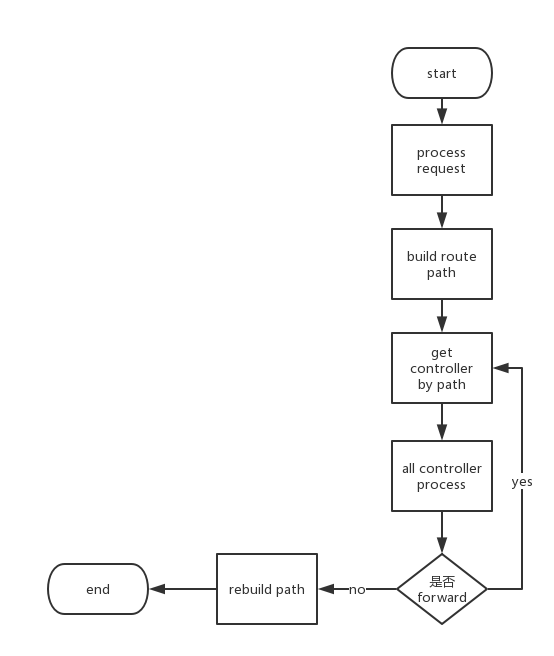 start
process
request
build route
path
get
controller
by path
all controller
process
yes
是否
forward
no
rebuild path
end